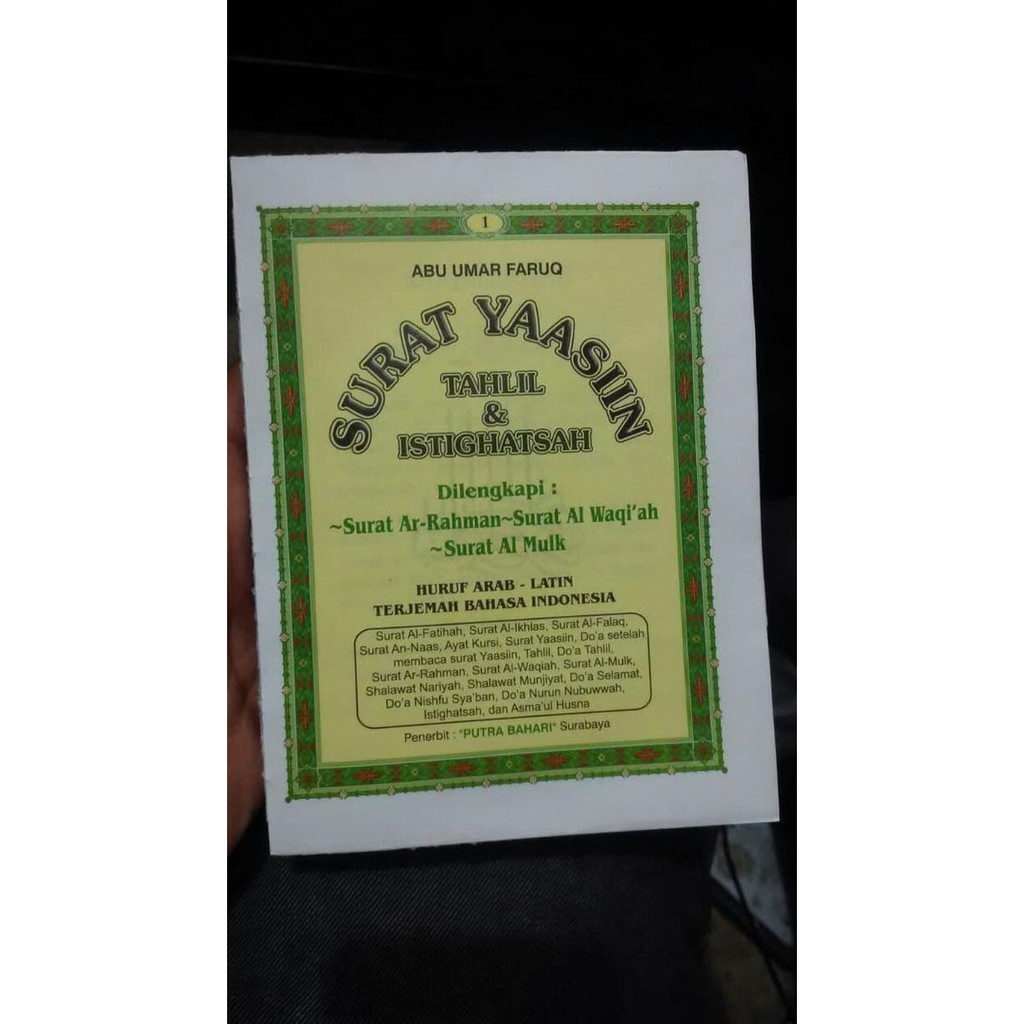 1
ABU UMAR FARUQ
SURAT YAASIIN
TAHLIL
&
ISTIGHATSAH
Dilengkapi :
~Surat Ar-Rahman~Surat Al Waqi'ah
~Surat Al Mulk
HURUF ARAB - LATIN
TERJEMAH BAHASA INDONESIA
Surat Al-Fatihah, Surat Al-Ikhlas, Surat Al-Falaq,
Surat An-Naas, Ayat Kursi, Surat Yaasiin, Do'a setelah
membaca surat Yaasiin, Tahlil, Do'a Tahlil,
Surat Ar-Rahman, Surat Al-Waqiah, Surat Al-Mulk,
Shalawat Nariyah, Shalawat Munjiyat, Do'a Selamat,
Do'a Nishfu Sya'ban, Do'a Nurun Nubuwwah,
Istighatsah, dan Asma'ul Husna
Penerbit : "PUTRA BAHARI" Surabaya